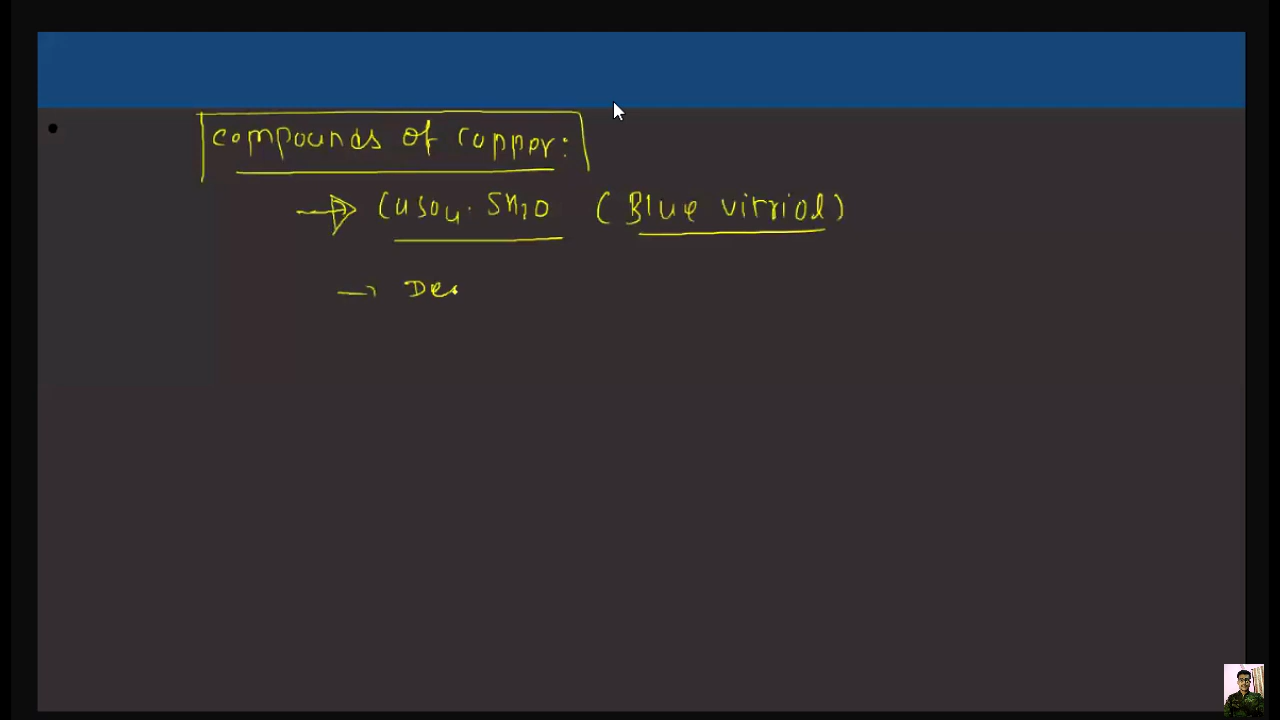 compounds of copper:
→ CuSO4. 5H2O (Blue vitriol)
→ Des